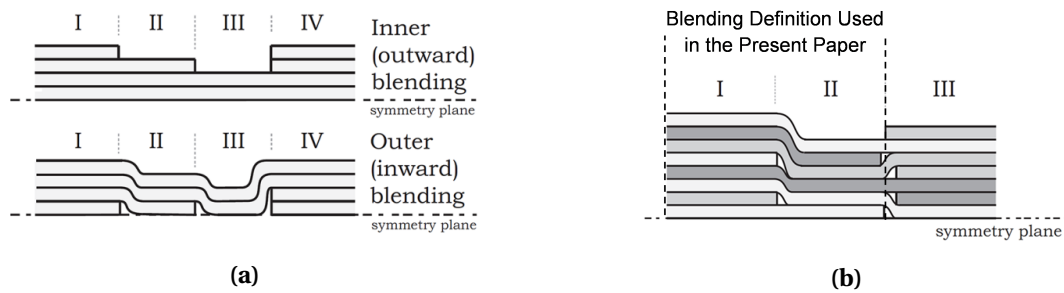 I II III IV
Inner
(outward)
blending
symmetry plane
I II III IV
Outer
(inward)
blending
symmetry plane
(a)
Blending Definition Used
in the Present Paper
I II III
symmetry plane
(b)